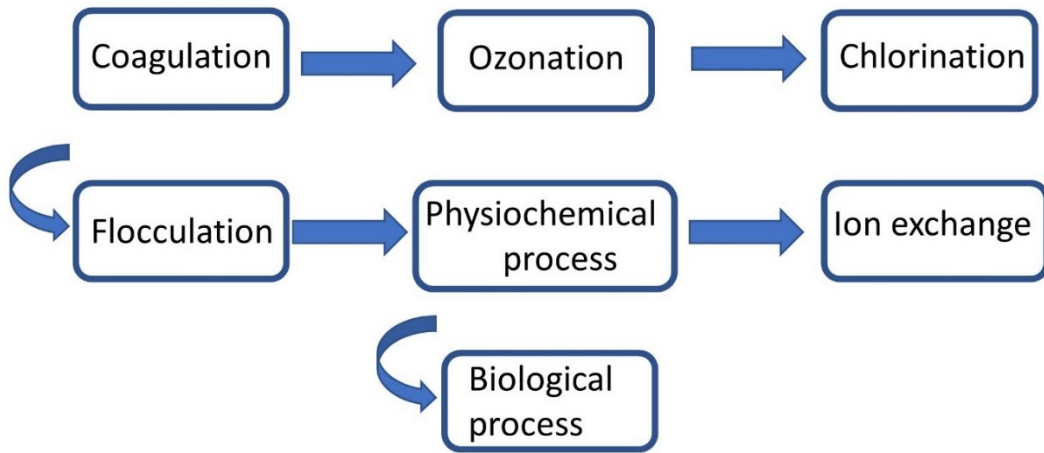 Coagulation
Ozonation
Chlorination
Flocculation
Physiochemical
process
Ion exchange
Biological
process